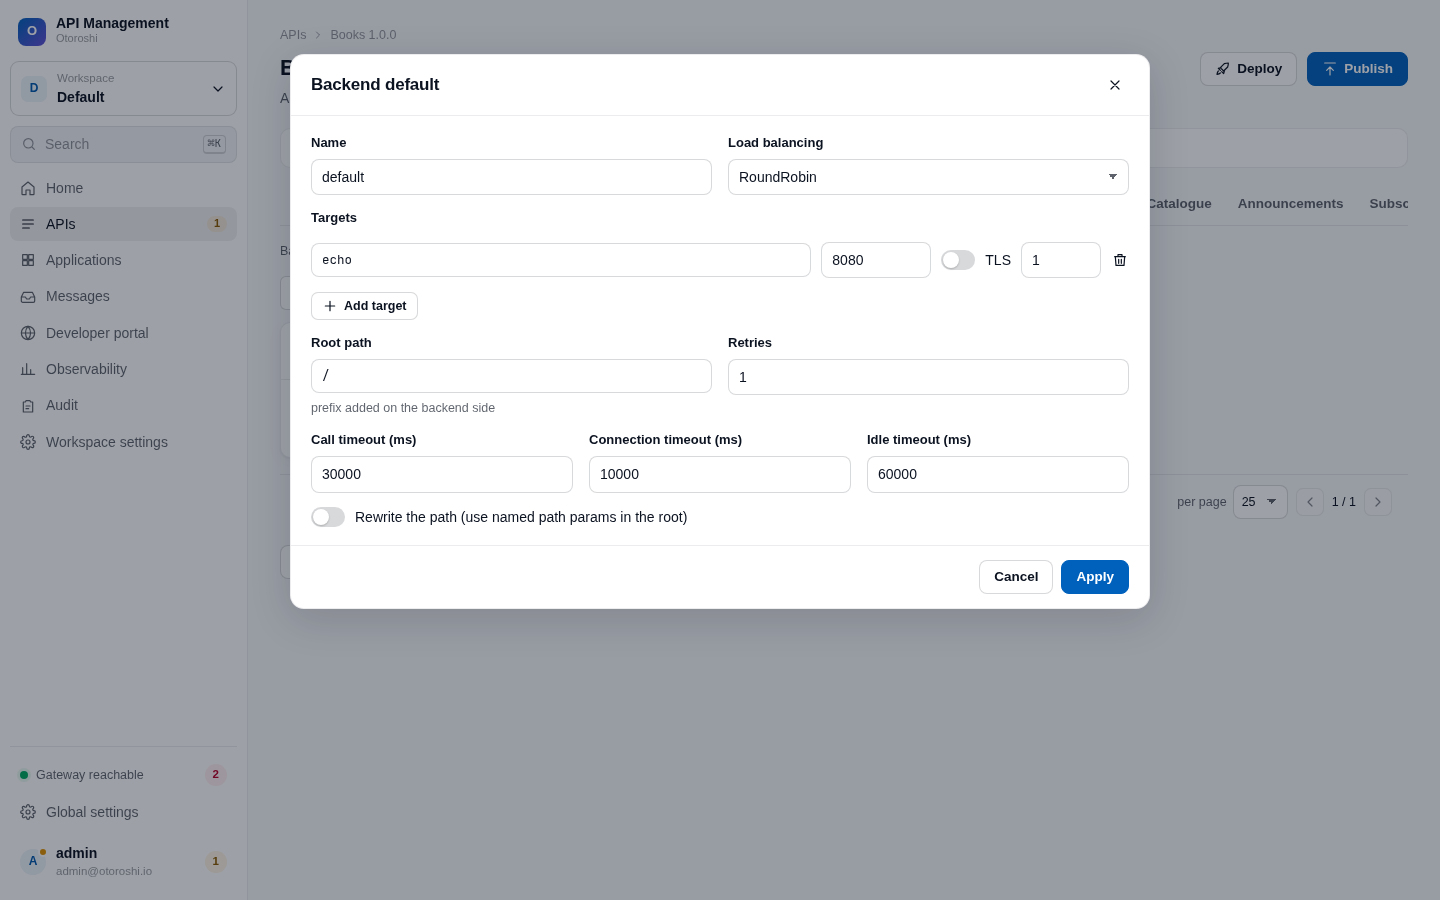 O
API Management
Otoroshi
D
Workspace
Default
Search
⌘K
Home
APIs
1
Applications
Messages
Developer portal
Observability
Audit
Workspace settings
Gateway reachable
2
Global settings
A
admin
admin@otoroshi.io
1
APIs
Books 1.0.0
Deploy
Publish
Catalogue
Announcements
per page
25
1 / 1
Backend default
Name
Load balancing
default
RoundRobin
Targets
echo
8080
TLS
1
Add target
Root path
Retries
/
1
prefix added on the backend side
Call timeout (ms)
Connection timeout (ms)
Idle timeout (ms)
30000
10000
60000
Rewrite the path (use named path params in the root)
Cancel
Apply